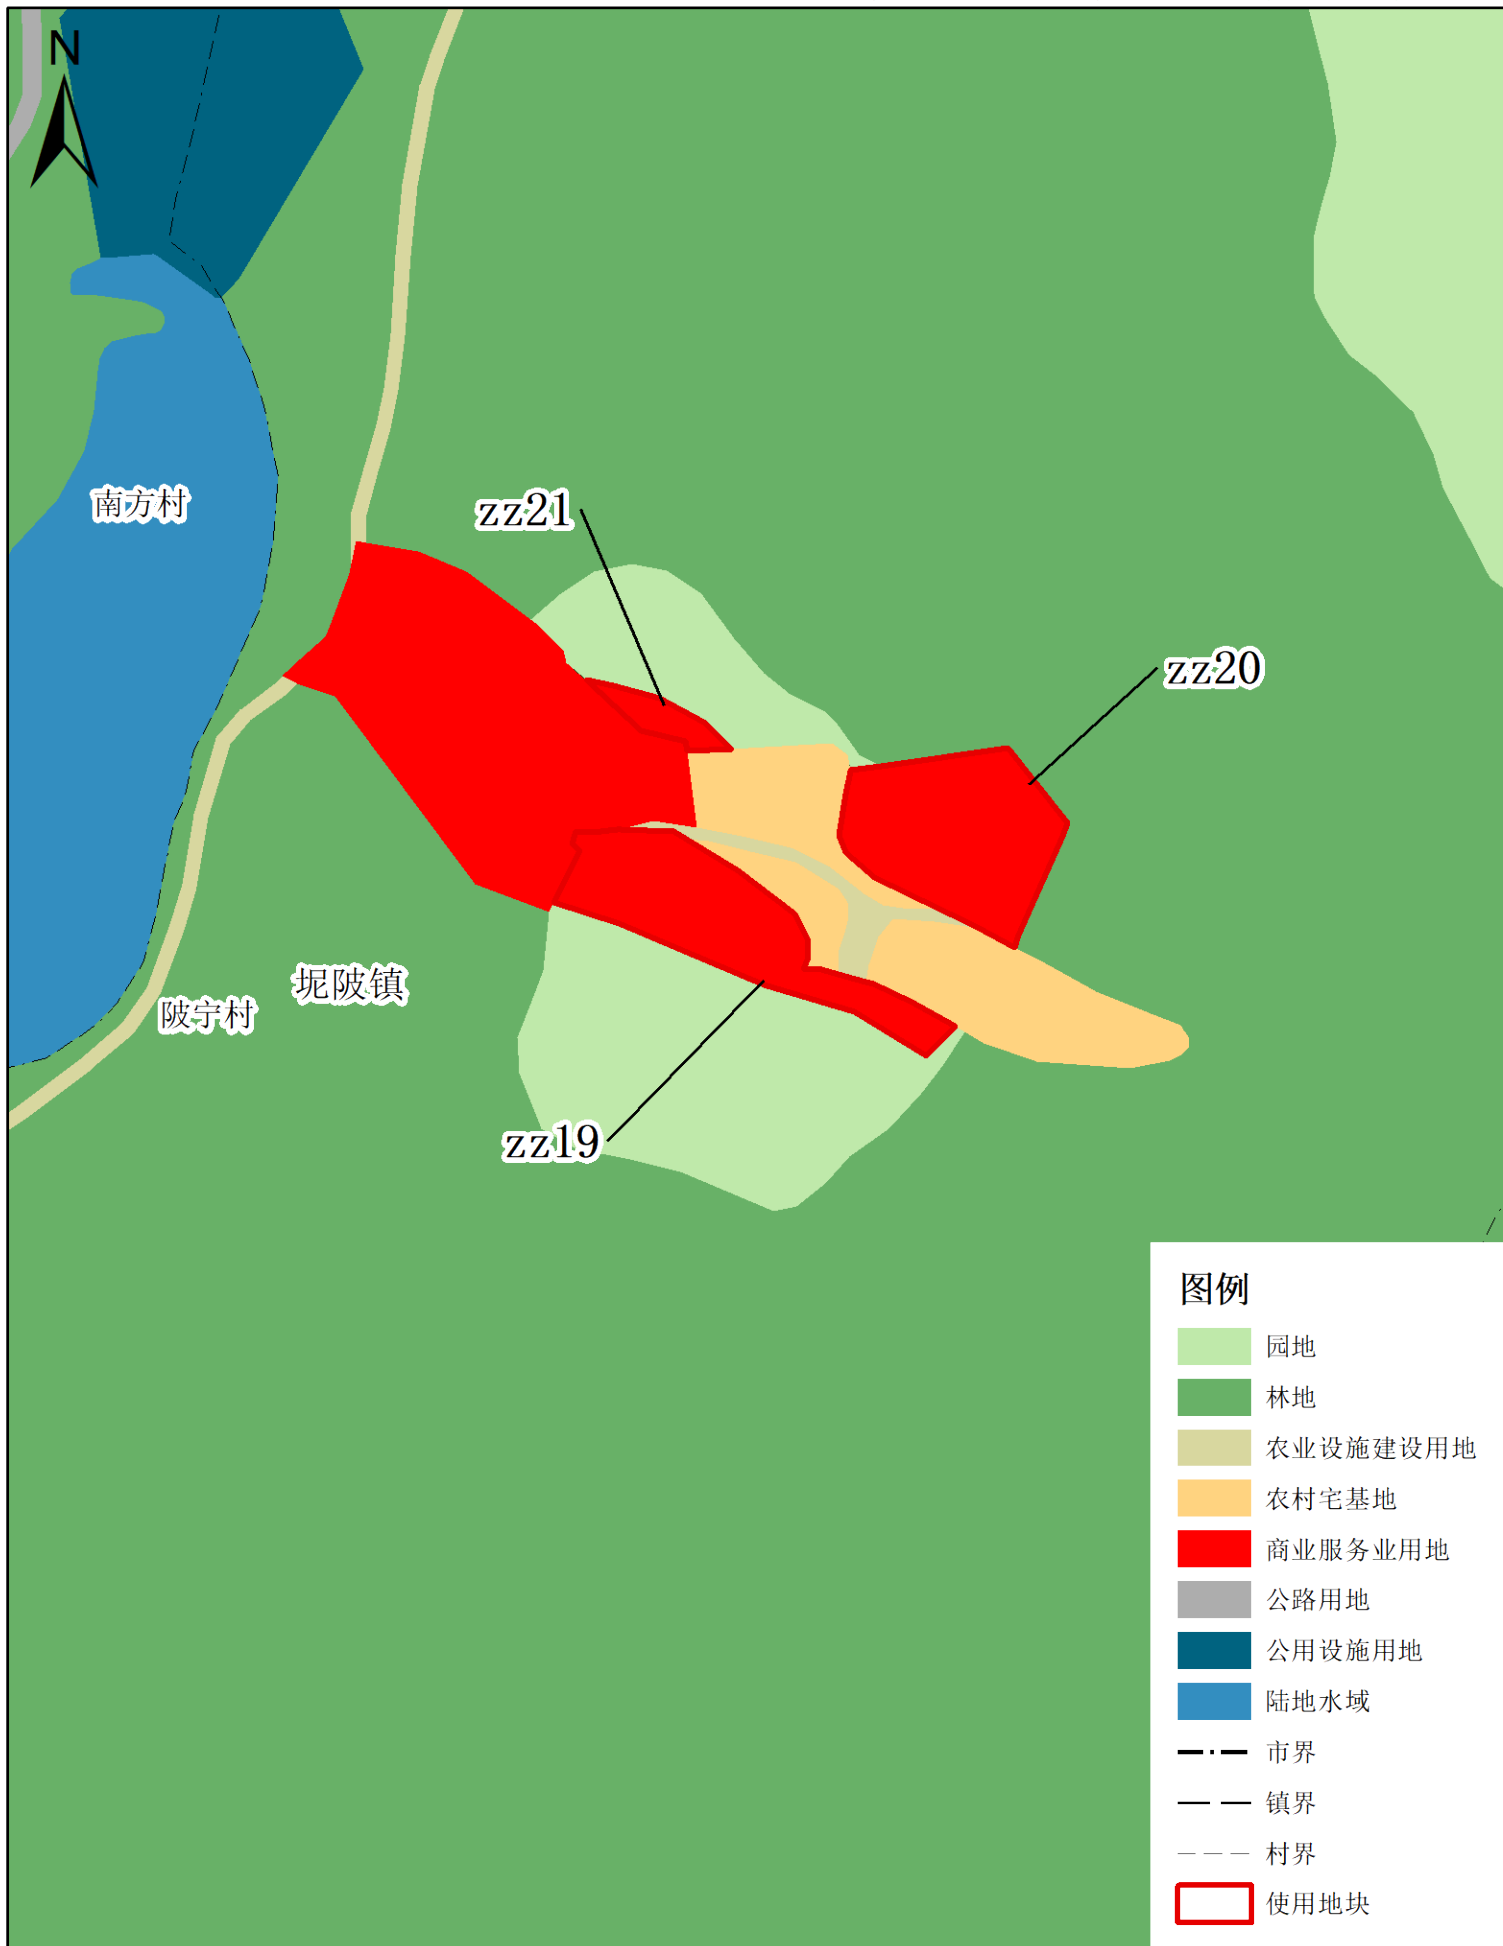 N
南方村
zz21
zz20
坭陂镇
陂宁村
zz19
图例
园地
林地
农业设施建设用地
农村宅基地
商业服务业用地
公路用地
公用设施用地
陆地水域
市界
镇界
村界
使用地块